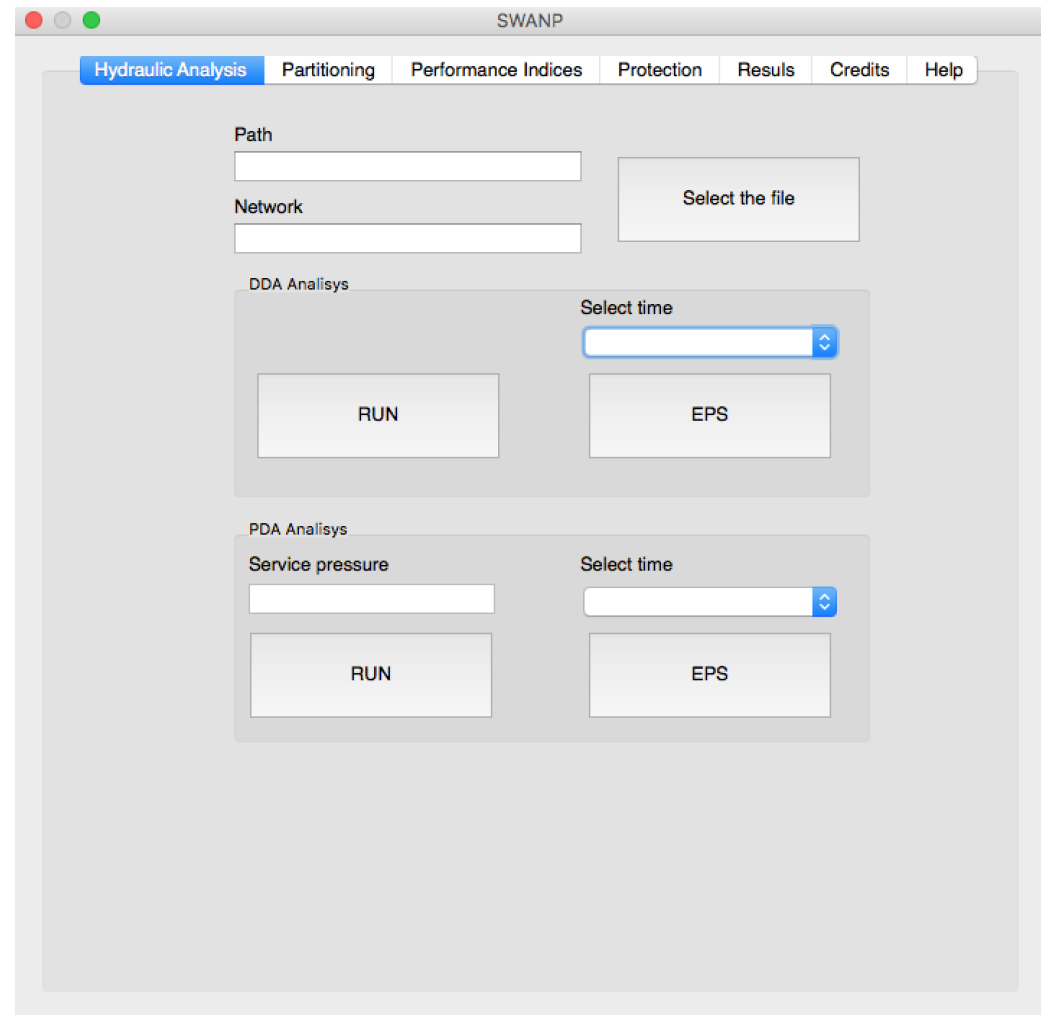 SWANP
Hydraulic Analysis Partitioning Performance Indices Protection Resuls Credits Help
Path
Select the file
Network
DDA Analisys
Select time
RUN EPS
PDA Analisys
Service pressure Select time
RUN EPS